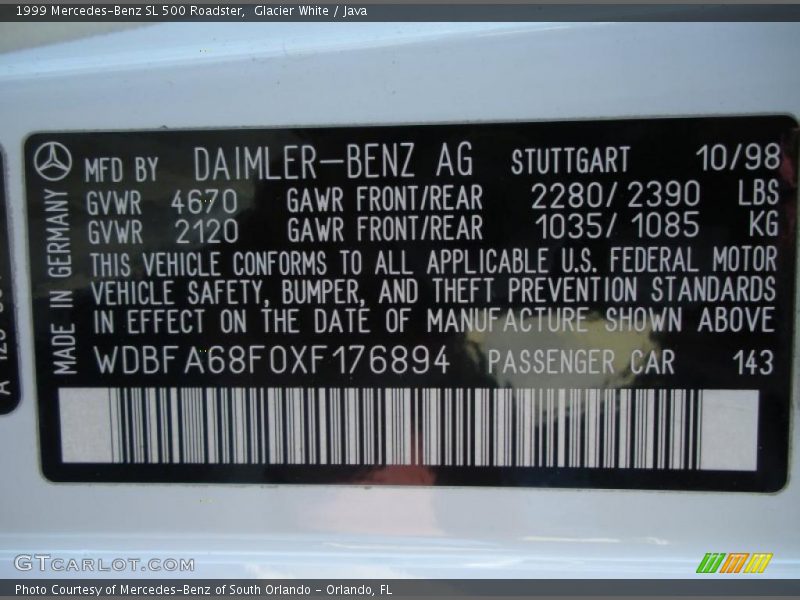 1999 Mercedes-Benz SL 500 Roadster,  Glacier White / Java
MFD BY DAIMLER-BENZ AG STUTTGART 10/98
GVWR 4670 GAWR FRONT/REAR 2280/2390 LBS
GVWR 2120 GAWR FRONT/REAR 1035/1085 KG
THIS VEHICLE CONFORMS TO ALL APPLICABLE U.S. FEDERAL MOTOR
VEHICLE SAFETY, BUMPER, AND THEFT PREVENTION STANDARDS
IN EFFECT ON THE DATE OF MANUFACTURE SHOWN ABOVE
WDBFA68F0XF176894 PASSENGER CAR 143
MADE IN GERMANY
GTCARLOT.COM
Photo Courtesy of Mercedes-Benz of South Orlando - Orlando, FL